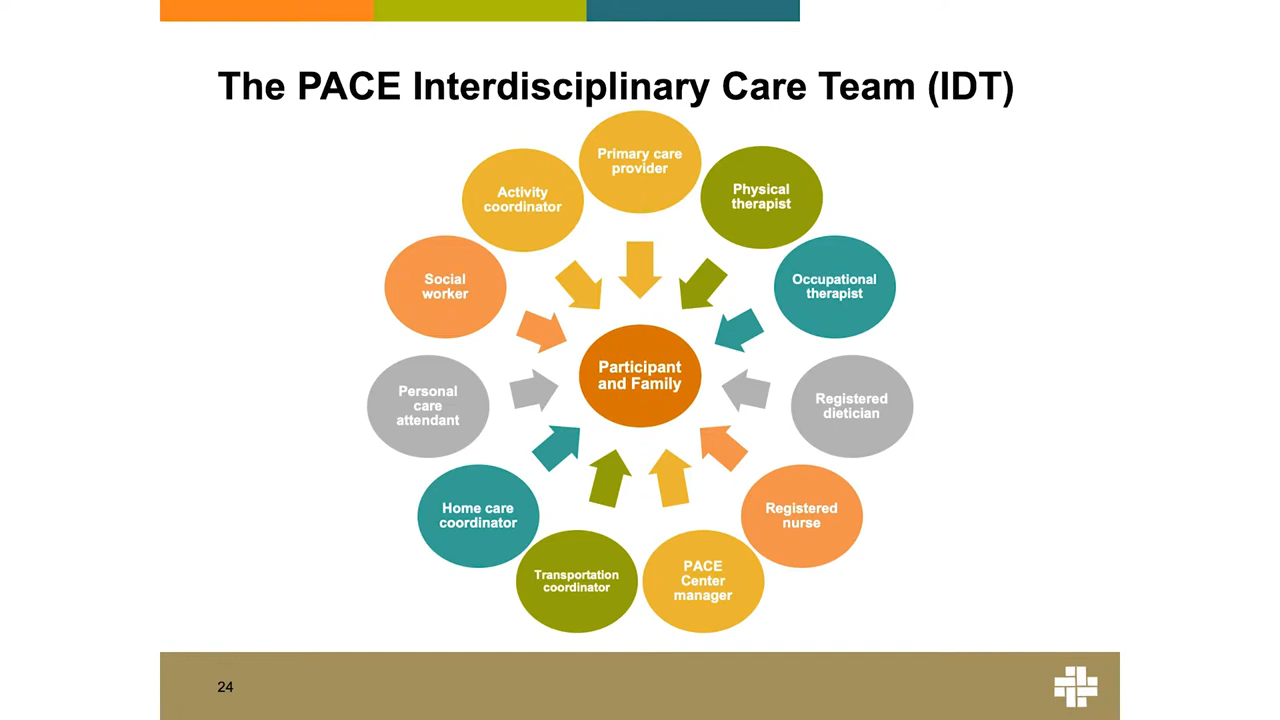 The PACE Interdisciplinary Care Team (IDT)
Primary care
provider
Physical
therapist
Occupational
therapist
Registered
dietician
Registered
nurse
PACE
Center
manager
Transportation
coordinator
Home care
coordinator
Personal
care
attendant
Social
worker
Activity
coordinator
Participant
and Family
24